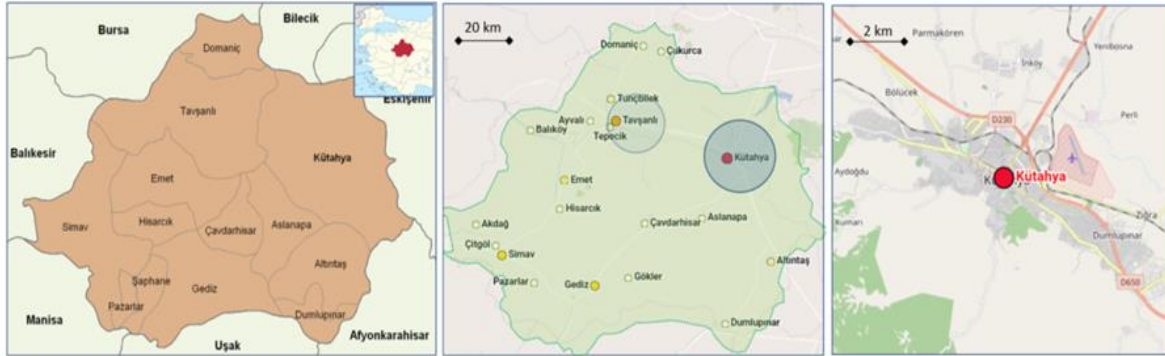 Bursa
Bilecik
Domaniç
Eskişehir
Tavşanlı
Balıkesir
Kütahya
Emet
Hisarcık
Simav
Çavdarhisar
Aslanapa
Altıntaş
Şaphane
Gediz
Pazarlar
Dumlupınar
Manisa
Uşak
Afyonkarahisar
20 km
Domaniç
Çukurca
Tunçbilek
Ayvalı
Tavşanlı
Balıköy
Tepecik
Kütahya
Emet
Hisarcık
Aslanapa
Akdağ
Çavdarhisar
Çitgöl
Simav
Altıntaş
Gökler
Pazarlar
Gediz
Dumlupınar
2 km
Parmakören
Yenibosna
İnköy
Bölücek
D230
Perli
Aydoğdu
Kütahya
Kumarı
Zığra
Dumlupınar
D650